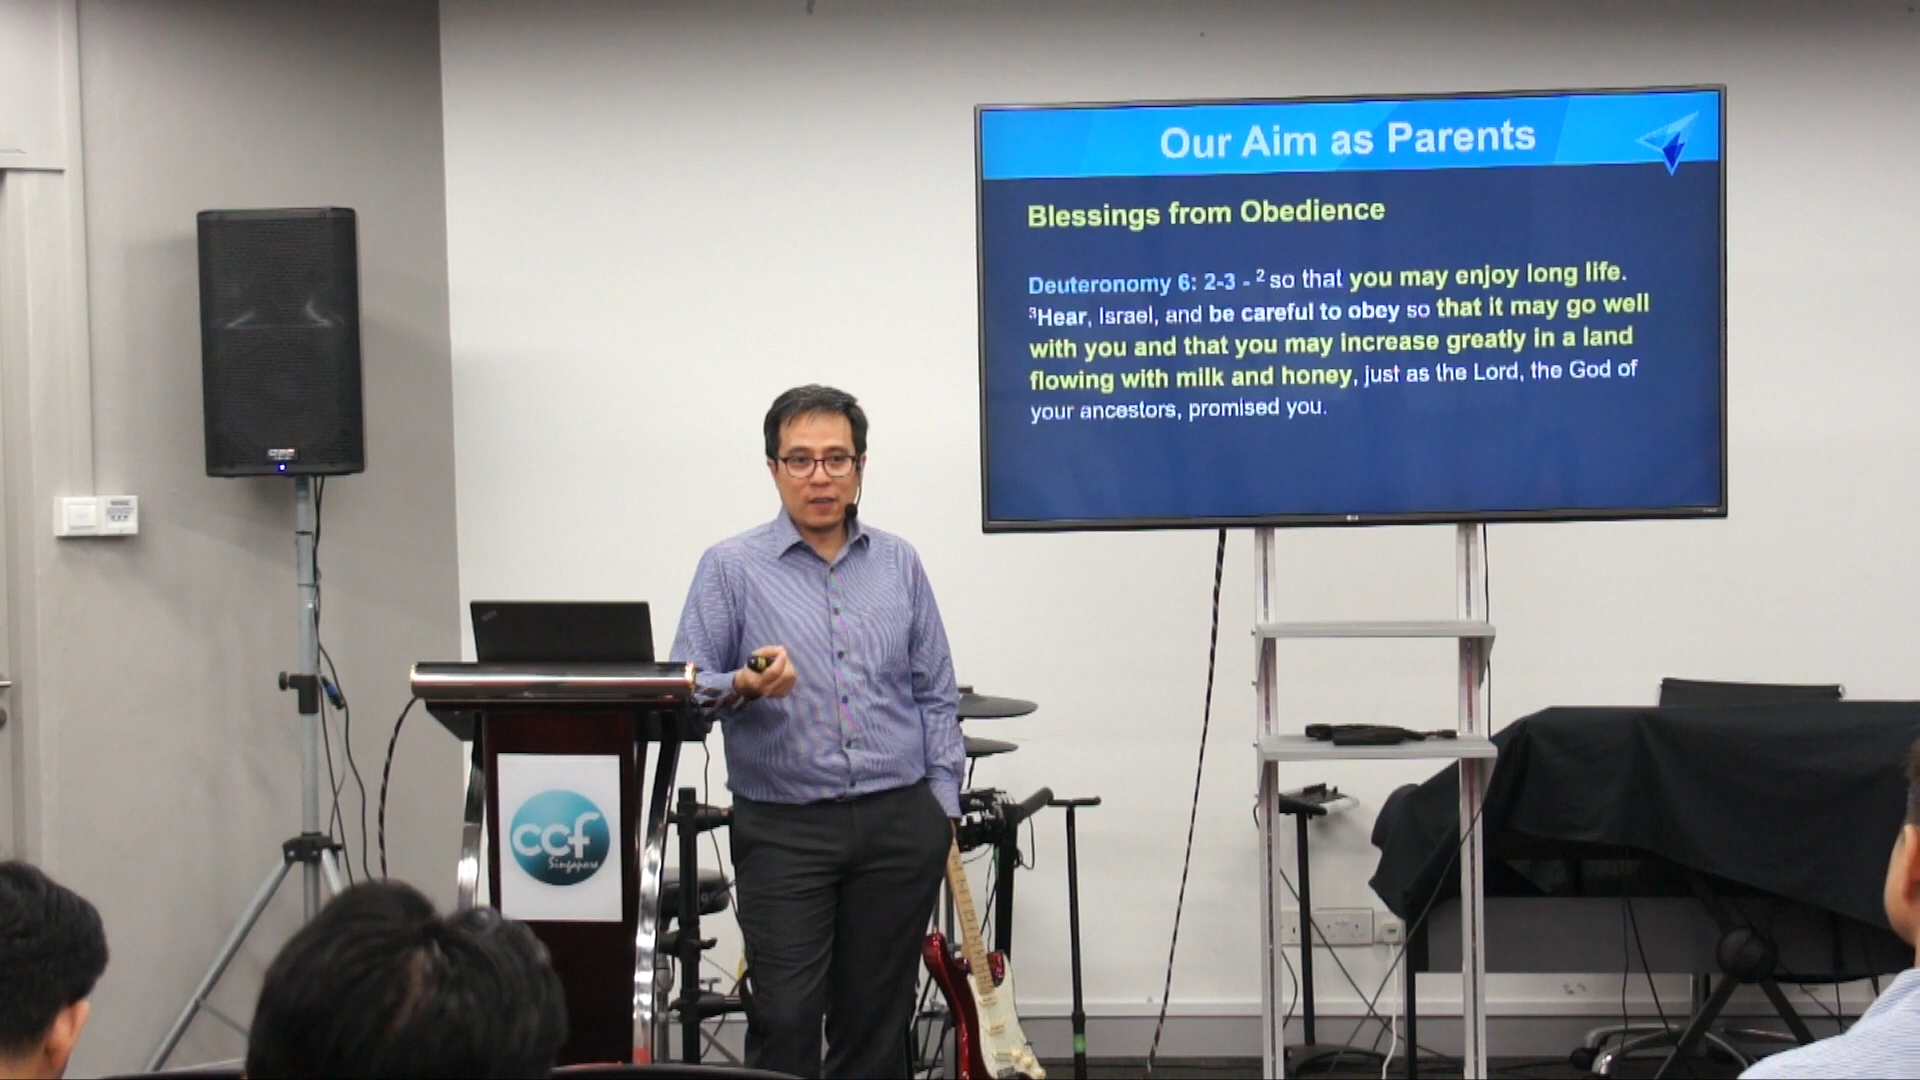 Our Aim as Parents
Blessings from Obedience
Deuteronomy 6: 2-3 - ² so that you may enjoy long life.
³Hear, Israel, and be careful to obey so that it may go well
with you and that you may increase greatly in a land
flowing with milk and honey, just as the Lord, the God of
your ancestors, promised you.
ccf
Singapore